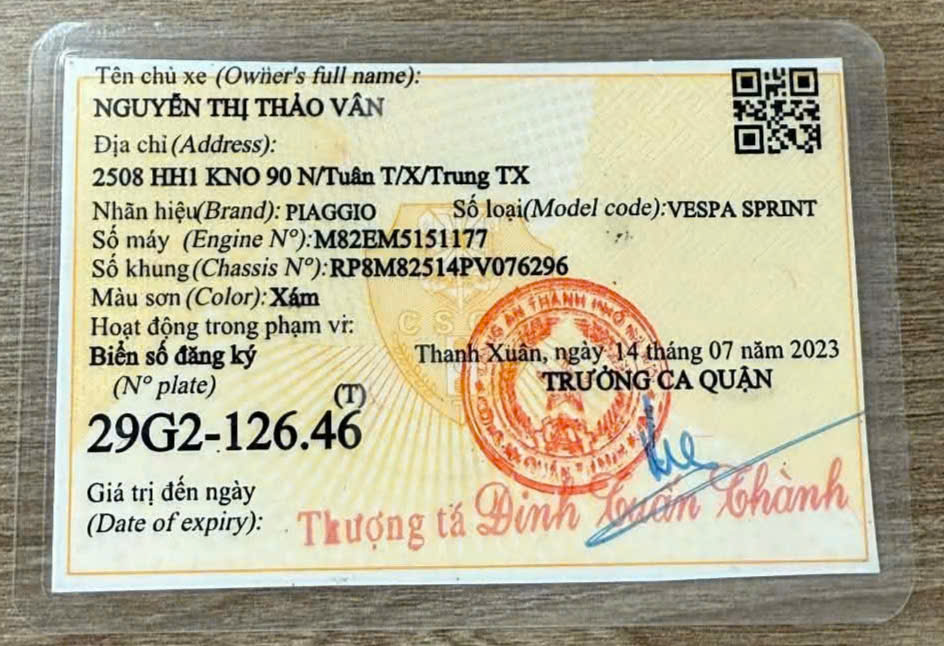 Tên chủ xe (Owner's full name):
NGUYỄN THỊ THẢO VÂN
Địa chỉ (Address):
2508 HH1 KNO 90 N/Tuân T/X/Trung TX
Nhãn hiệu(Brand): PIAGGIO Số loại(Model code):VESPA SPRINT
Số máy (Engine N°):M82EM5151177
Số khung(Chassis N°):RP8M82514PV076296
Màu sơn (Color): Xám
Hoạt động trong phạm vi:
Biển số đăng ký
(N° plate)
(T)
29G2-126.46
Thanh Xuân, ngày 14 tháng 07 năm 2023
TRƯỞNG CA QUẬN
Giá trị đến ngày
(Date of expiry):
Thượng tá Đinh Tuấn Thành